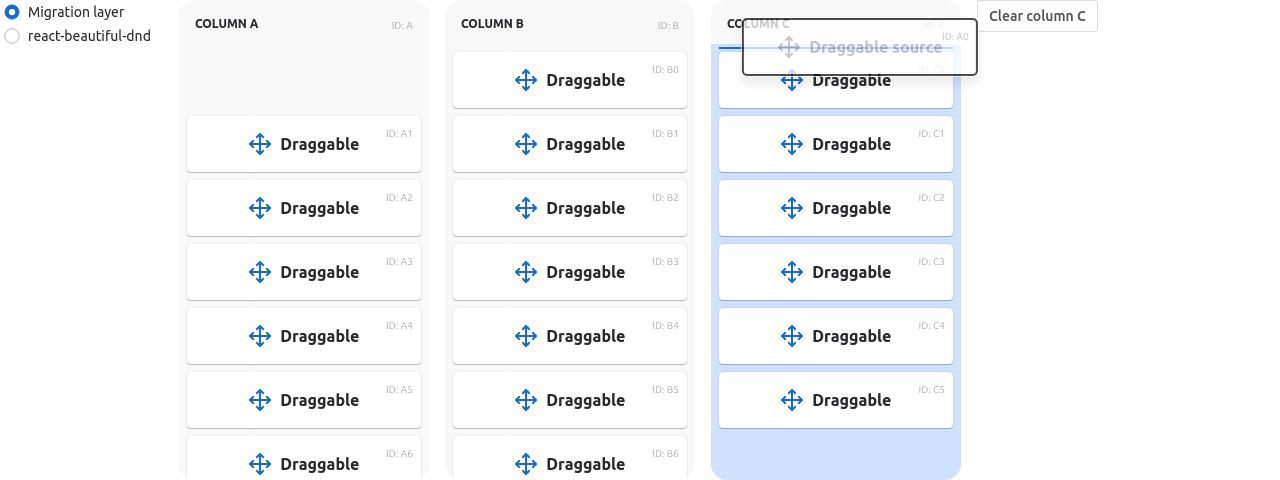 Migration layer
react-beautiful-dnd
COLUMN A
ID: A
Draggable
ID: A1
Draggable
ID: A2
Draggable
ID: A3
Draggable
ID: A4
Draggable
ID: A5
Draggable
ID: A6
COLUMN B
ID: B
Draggable
ID: B0
Draggable
ID: B1
Draggable
ID: B2
Draggable
ID: B3
Draggable
ID: B4
Draggable
ID: B5
Draggable
ID: B6
COLUMN C
ID: C
Draggable source
ID: A0
Draggable
ID: C0
Draggable
ID: C1
Draggable
ID: C2
Draggable
ID: C3
Draggable
ID: C4
Draggable
ID: C5
Clear column C